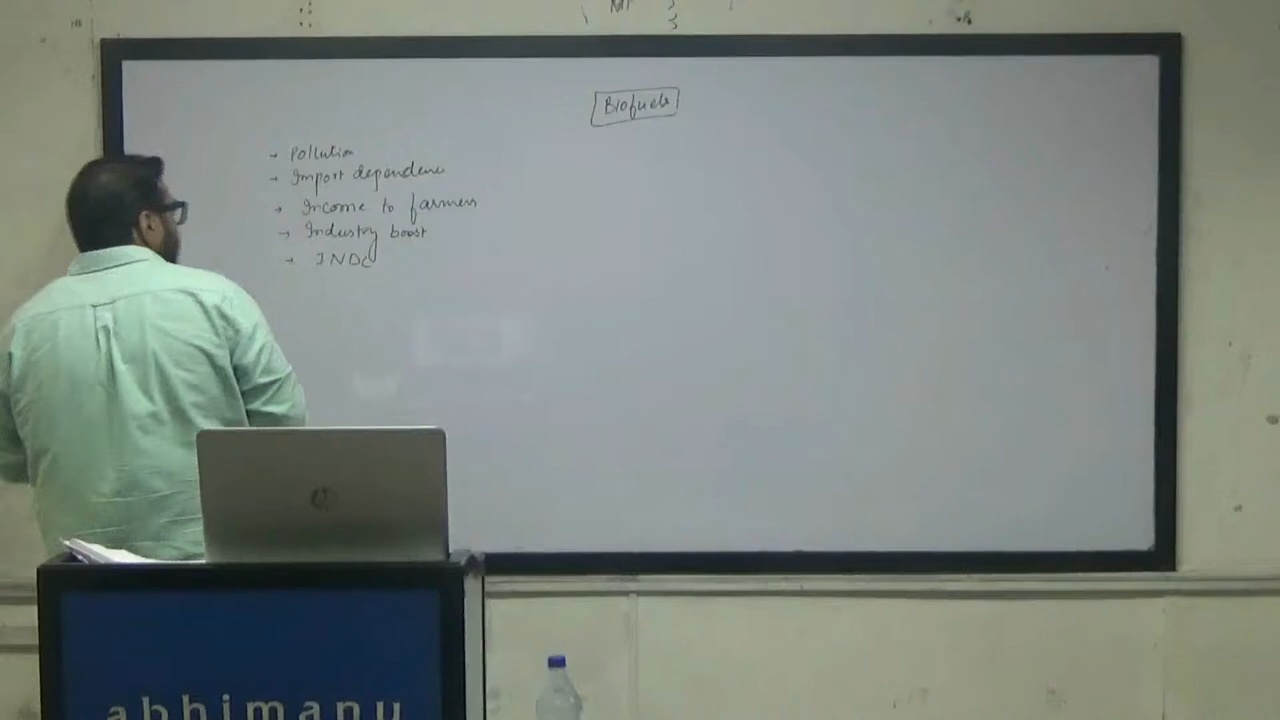 Biofuels
→ Pollution
→ Import dependence
→ Income to farmers
→ Industry boost
→ INDC
abhimanu